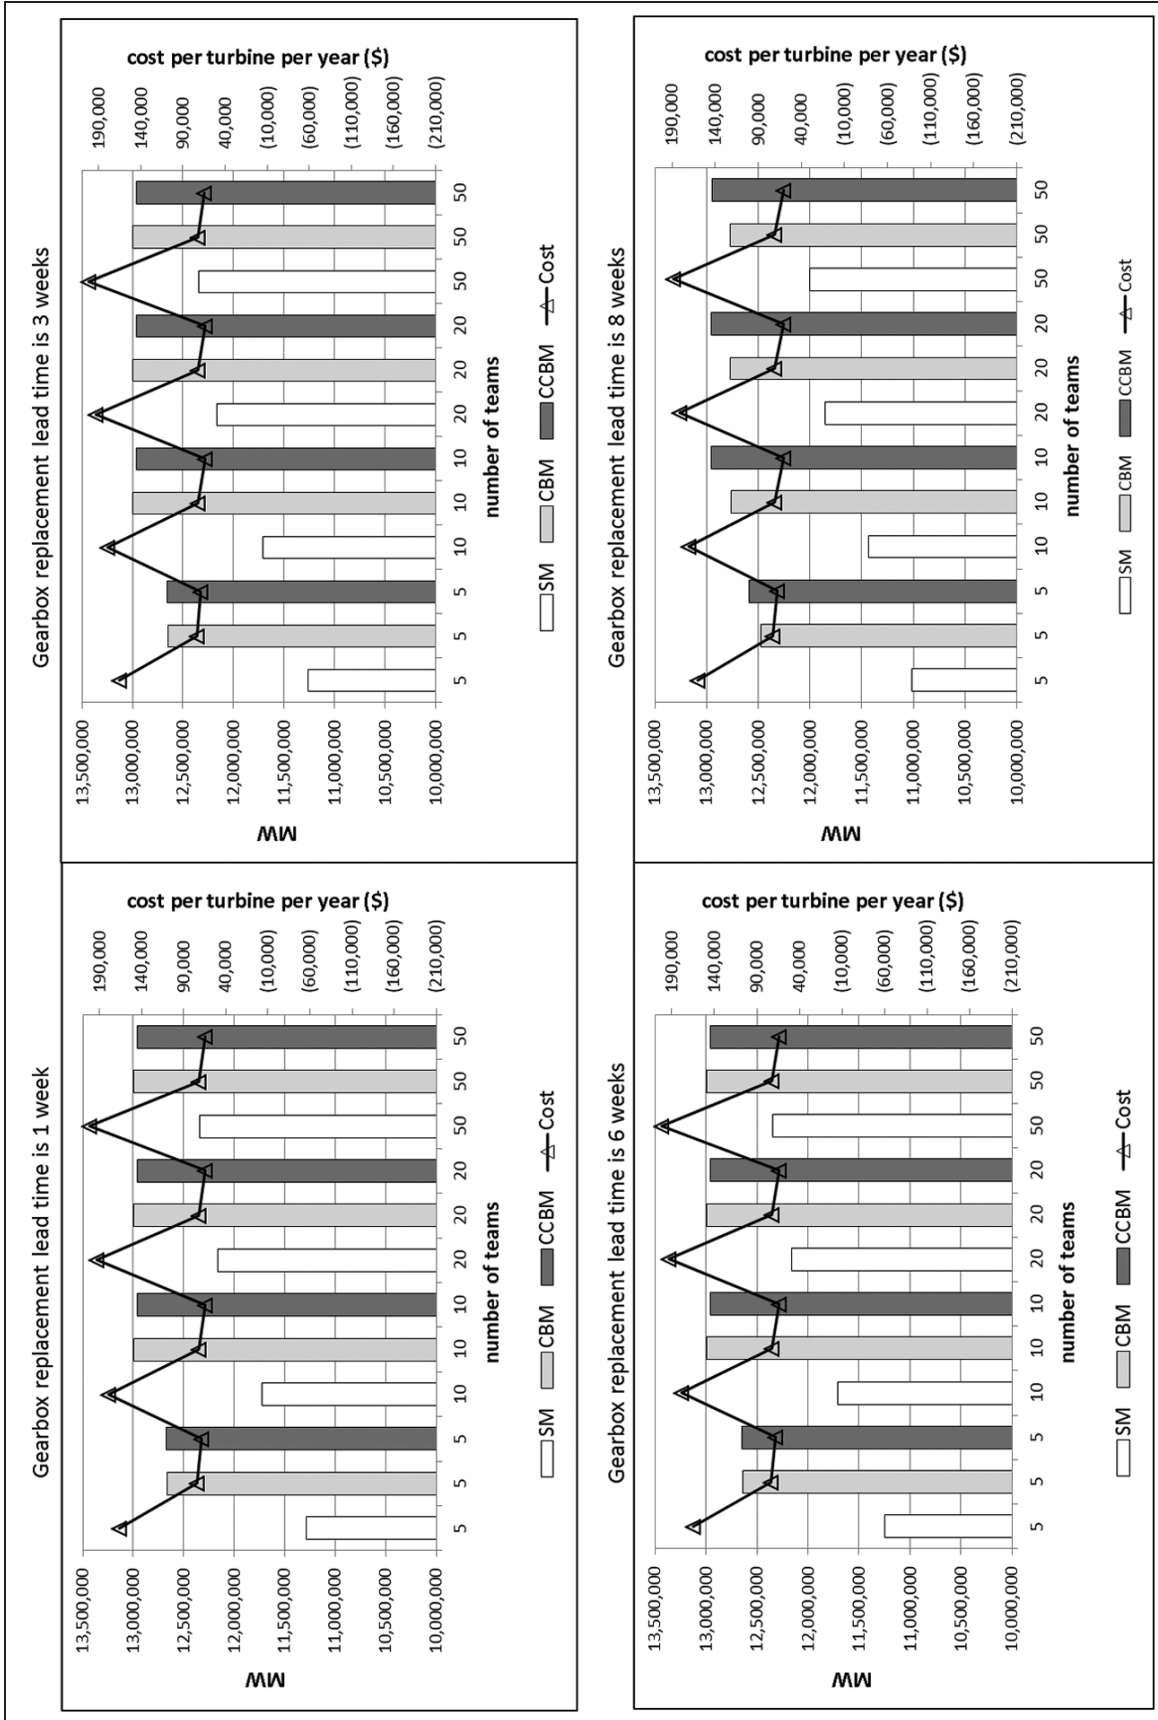 Gearbox replacement lead time is 1 week
13,500,000
13,000,000
12,500,000
12,000,000
11,500,000
11,000,000
10,500,000
10,000,000
MW
190,000
140,000
90,000
40,000
(10,000)
(60,000)
(110,000)
(160,000)
(210,000)
cost per turbine per year ($)
5 5 5 10 10 10 20 20 20 50 50 50
number of teams
SM CBM CCBM Cost
Gearbox replacement lead time is 3 weeks
13,500,000
13,000,000
12,500,000
12,000,000
11,500,000
11,000,000
10,500,000
10,000,000
MW
190,000
140,000
90,000
40,000
(10,000)
(60,000)
(110,000)
(160,000)
(210,000)
cost per turbine per year ($)
5 5 5 10 10 10 20 20 20 50 50 50
number of teams
SM CBM CCBM Cost
Gearbox replacement lead time is 6 weeks
13,500,000
13,000,000
12,500,000
12,000,000
11,500,000
11,000,000
10,500,000
10,000,000
MW
190,000
140,000
90,000
40,000
(10,000)
(60,000)
(110,000)
(160,000)
(210,000)
cost per turbine per year ($)
5 5 5 10 10 10 20 20 20 50 50 50
number of teams
SM CBM CCBM Cost
Gearbox replacement lead time is 8 weeks
13,500,000
13,000,000
12,500,000
12,000,000
11,500,000
11,000,000
10,500,000
10,000,000
MW
190,000
140,000
90,000
40,000
(10,000)
(60,000)
(110,000)
(160,000)
(210,000)
cost per turbine per year ($)
5 5 5 10 10 10 20 20 20 50 50 50
number of teams
SM CBM CCBM Cost